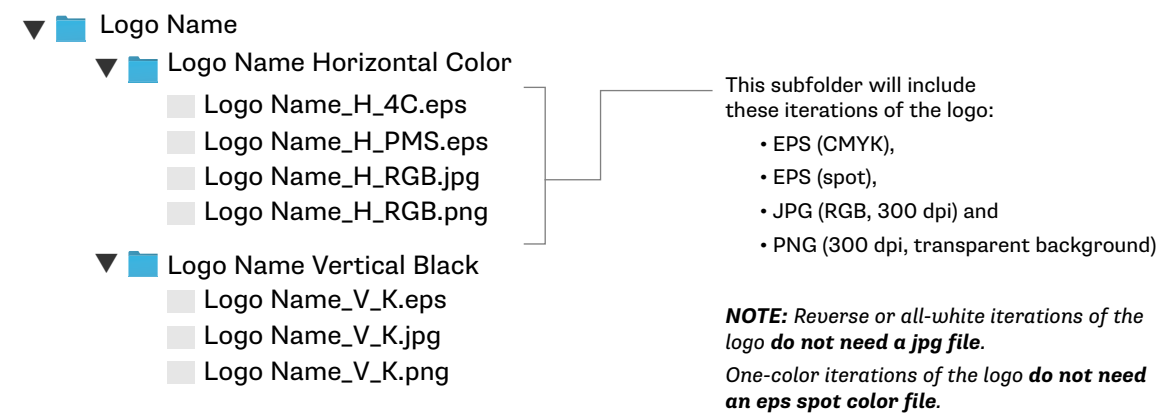 Logo Name
Logo Name Horizontal Color
Logo Name_H_4C.eps
Logo Name_H_PMS.eps
Logo Name_H_RGB.jpg
Logo Name_H_RGB.png
Logo Name Vertical Black
Logo Name_V_K.eps
Logo Name_V_K.jpg
Logo Name_V_K.png
This subfolder will include
these iterations of the logo:
• EPS (CMYK),
• EPS (spot),
• JPG (RGB, 300 dpi) and
• PNG (300 dpi, transparent background)
NOTE: Reverse or all-white iterations of the
logo do not need a jpg file.
One-color iterations of the logo do not need
an eps spot color file.